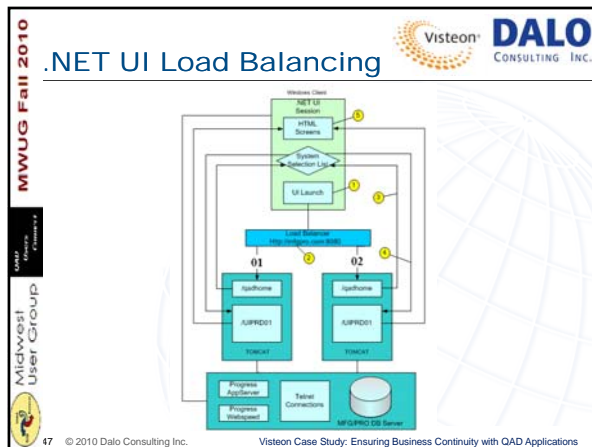 MWUG Fall 2010
QAD
Users
Connect
Midwest
User Group
.NET UI Load Balancing
Visteon
DALO
CONSULTING INC.
Windows Client
.NET UI
Session
HTML
Screens
5
System
Selection List
UI Launch
1
3
Load Balancer
2
4
01
02
/qadhome
/qadhome
/UIPRD01
/UIPRD01
TOMCAT
TOMCAT
Progress
AppServer
Progress
Webspeed
Telnet
Connections
MFG/PRO DB Server
47 © 2010 Dalo Consulting Inc.
Visteon Case Study: Ensuring Business Continuity with QAD Applications